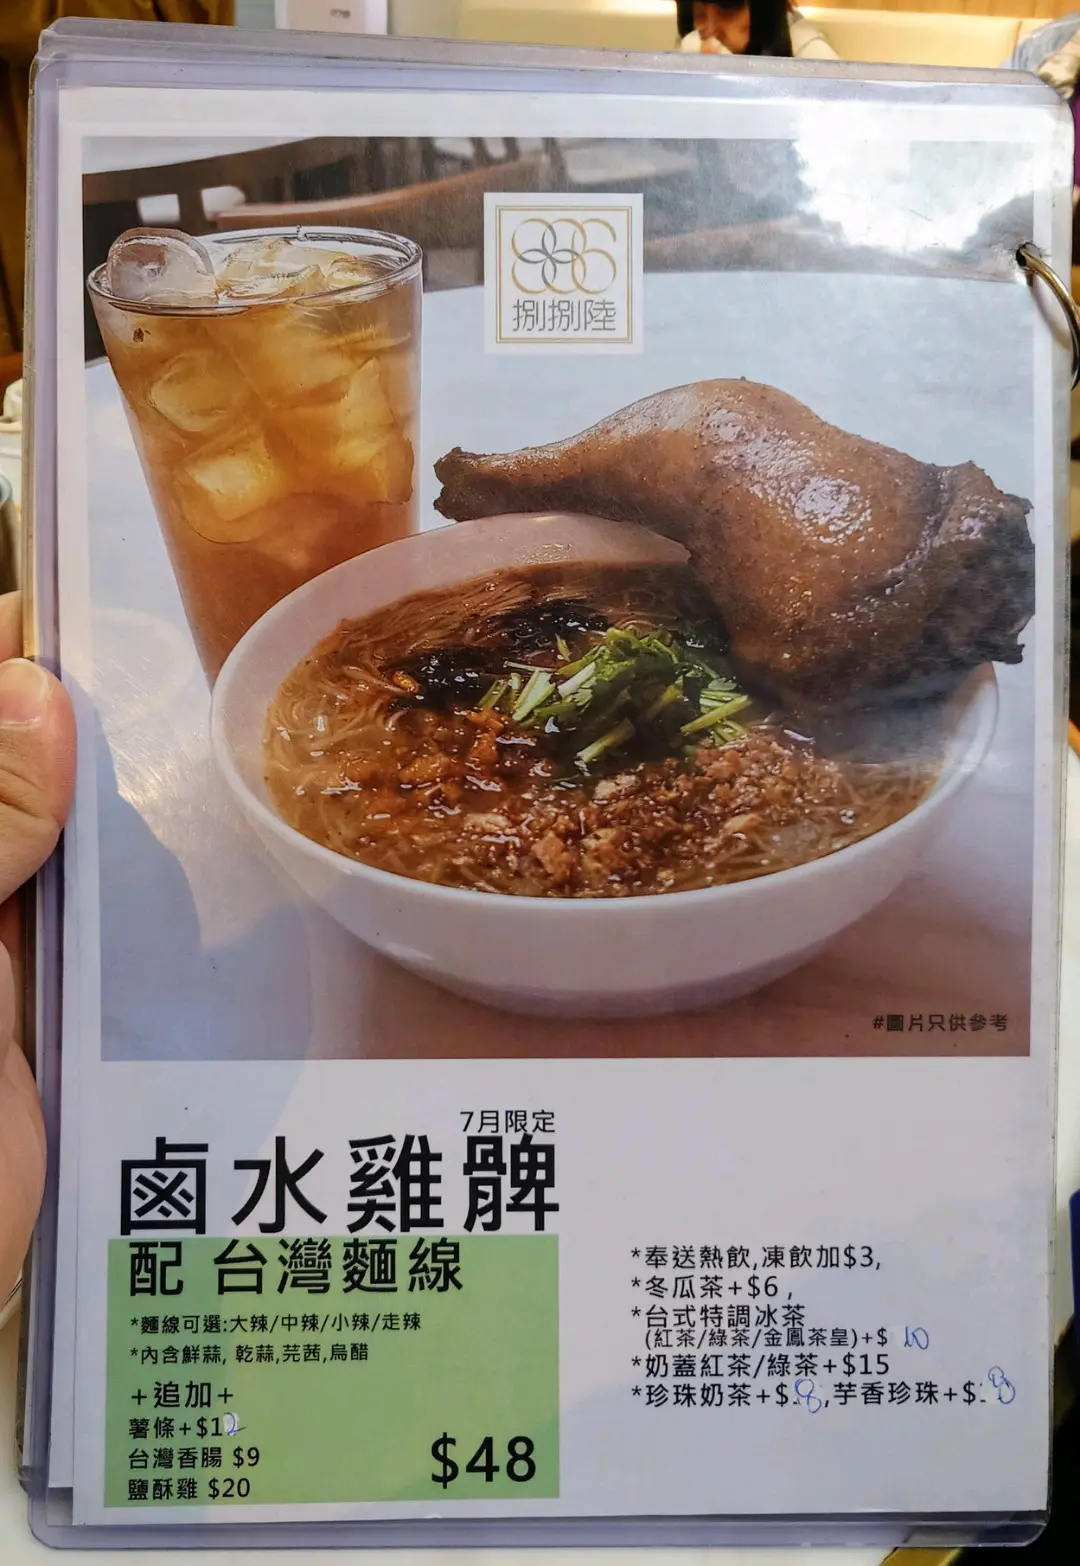 886
捌捌陸
#圖片只供參考
7月限定
鹵水雞髀
配 台灣麵線
*麵線可選:大辣/中辣/小辣/走辣
*內含鮮蒜, 乾蒜,芫茜,烏醋
+追加+
薯條+$12
台灣香腸 $9
鹽酥雞 $20
$48
*奉送熱飲,凍飲加$3,
*冬瓜茶+$6 ,
*台式特調冰茶
(紅茶/綠茶/金鳳茶皇)+$ 10
*奶蓋紅茶/綠茶+$15
*珍珠奶茶+$ ,芋香珍珠+$